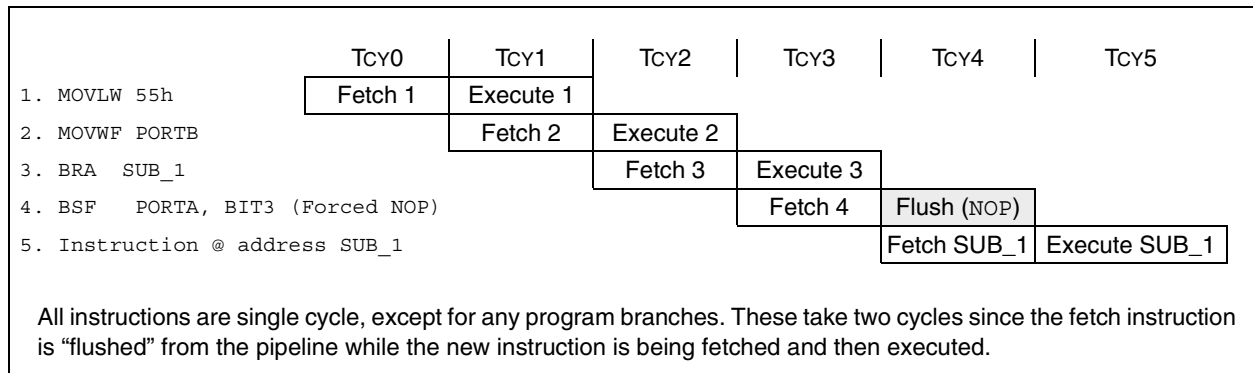 TCY0 TCY1 TCY2 TCY3 TCY4 TCY5
1. MOVLW 55h Fetch 1 Execute 1
2. MOVWF PORTB Fetch 2 Execute 2
3. BRA SUB_1 Fetch 3 Execute 3
4. BSF PORTA, BIT3 (Forced NOP) Fetch 4 Flush (NOP)
5. Instruction @ address SUB_1 Fetch SUB_1 Execute SUB_1
All instructions are single cycle, except for any program branches. These take two cycles since the fetch instruction
is “flushed” from the pipeline while the new instruction is being fetched and then executed.